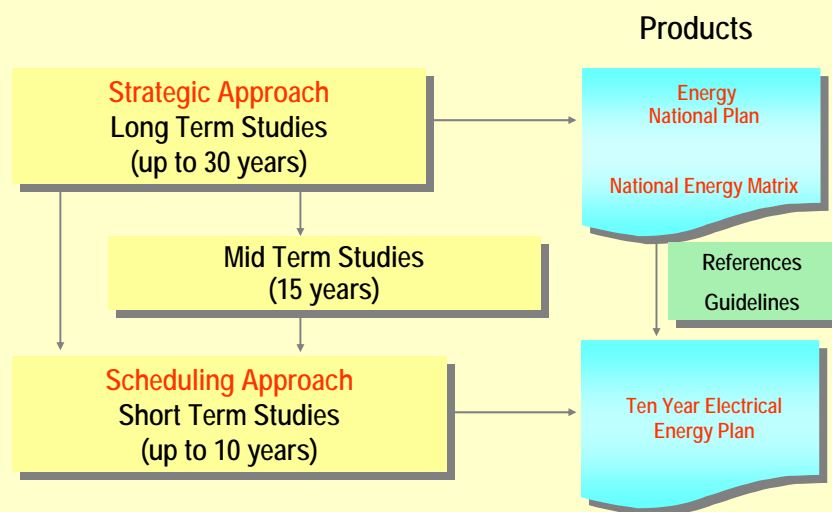 Products
Strategic Approach
Long Term Studies
(up to 30 years)
Energy
National Plan
National Energy Matrix
Mid Term Studies
(15 years)
References
Guidelines
Scheduling Approach
Short Term Studies
(up to 10 years)
Ten Year Electrical
Energy Plan